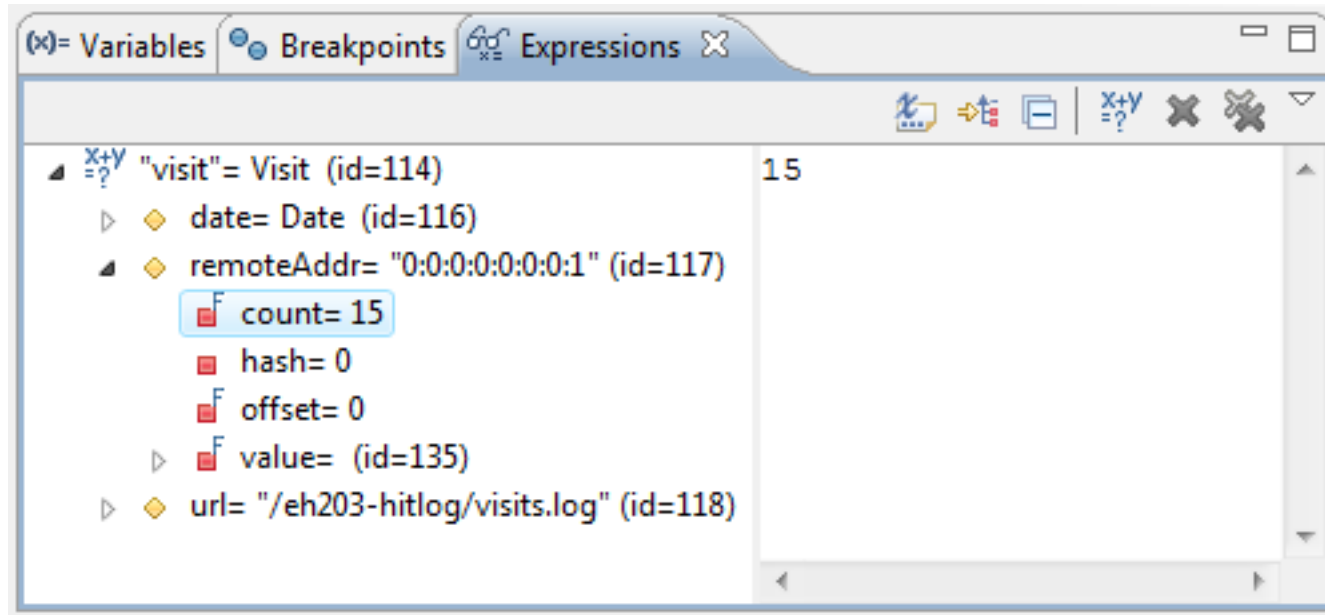 (x)= Variables Breakpoints Expressions
"visit"= Visit (id=114)
15
date= Date (id=116)
remoteAddr= "0:0:0:0:0:0:0:1" (id=117)
F count= 15
hash= 0
F offset= 0
F value= (id=135)
url= "/eh203-hitlog/visits.log" (id=118)